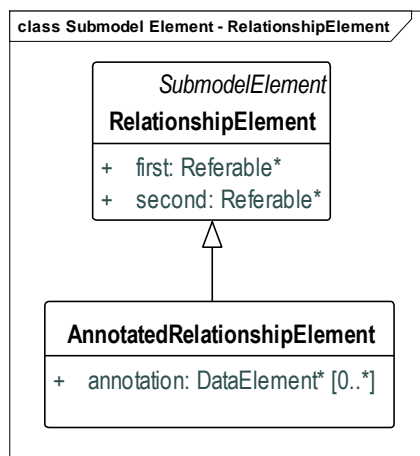 class Submodel Element - RelationshipElement
SubmodelElement
RelationshipElement
+ first: Referable*
+ second: Referable*
AnnotatedRelationshipElement
+ annotation: DataElement* [0..*]